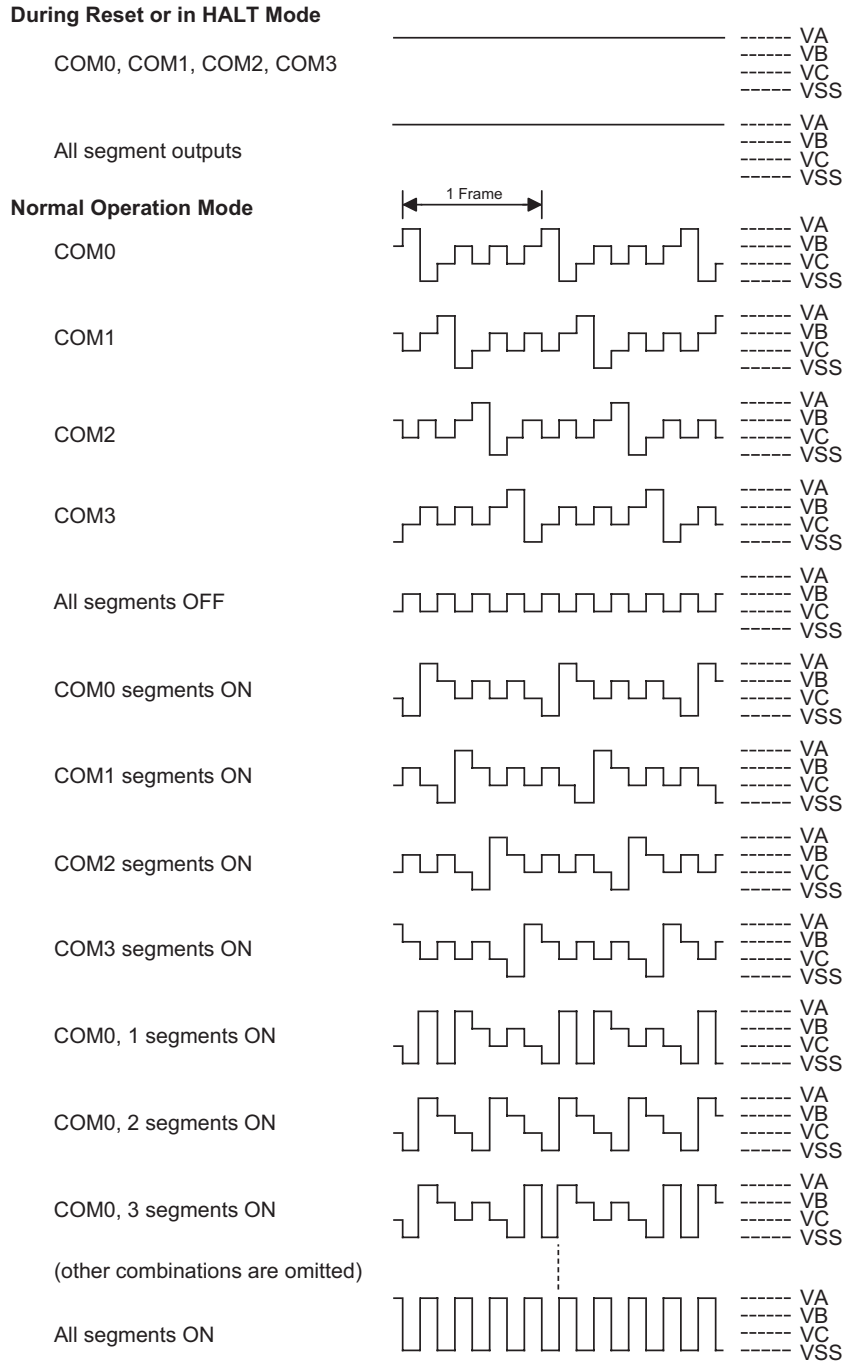 During Reset or in HALT Mode
COM0, COM1, COM2, COM3
VA
VB
VC
VSS
All segment outputs
VA
VB
VC
VSS
Normal Operation Mode
1 Frame
COM0
VA
VB
VC
VSS
COM1
VA
VB
VC
VSS
COM2
VA
VB
VC
VSS
COM3
VA
VB
VC
VSS
All segments OFF
VA
VB
VC
VSS
COM0 segments ON
VA
VB
VC
VSS
COM1 segments ON
VA
VB
VC
VSS
COM2 segments ON
VA
VB
VC
VSS
COM3 segments ON
VA
VB
VC
VSS
COM0, 1 segments ON
VA
VB
VC
VSS
COM0, 2 segments ON
VA
VB
VC
VSS
COM0, 3 segments ON
VA
VB
VC
VSS
(other combinations are omitted)
All segments ON
VA
VB
VC
VSS